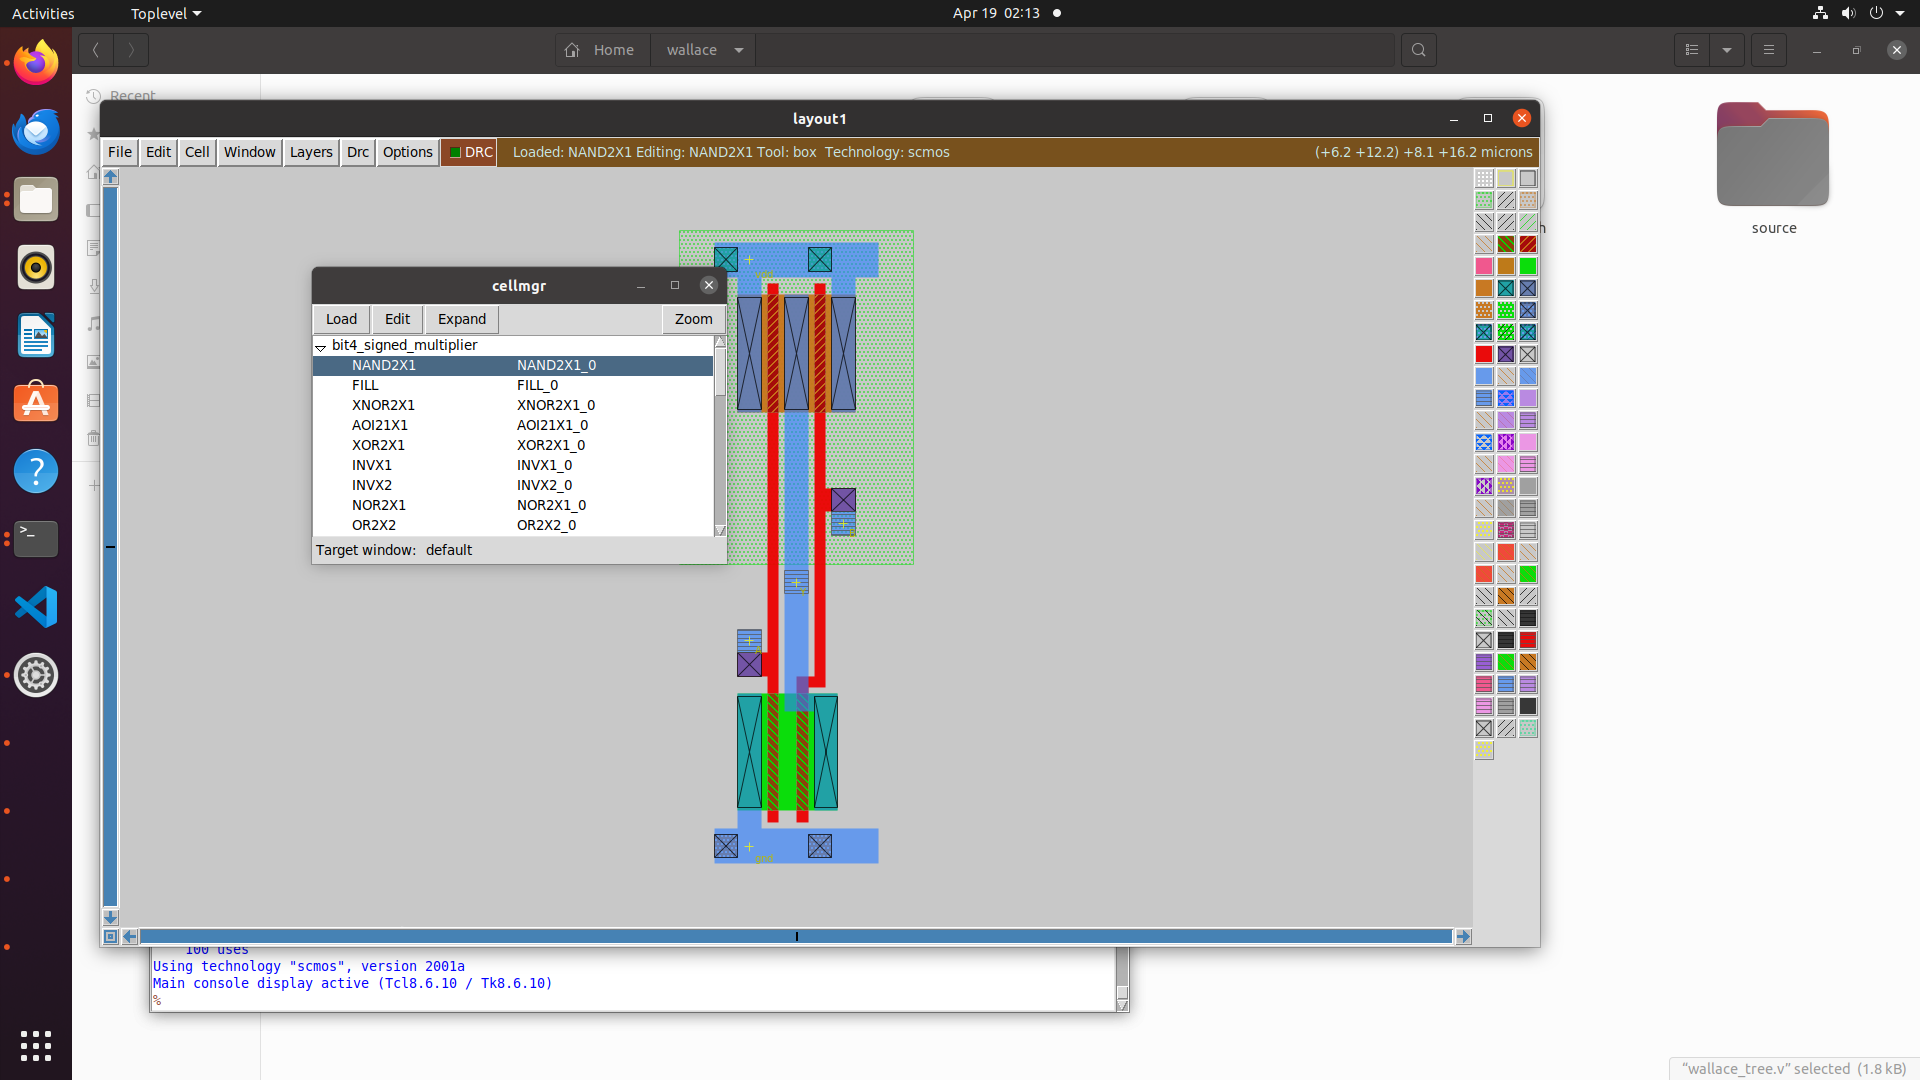 Activities
Toplevel
Apr 19 02:13
Home
wallace
Recent
layout1
File
Edit
Cell
Window
Layers
Drc
Options
DRC
Loaded: NAND2X1 Editing: NAND2X1 Tool: box Technology: scmos
(+6.2 +12.2) +8.1 +16.2 microns
source
cellmgr
Load
Edit
Expand
Zoom
bit4_signed_multiplier
NAND2X1 NAND2X1_0
FILL FILL_0
XNOR2X1 XNOR2X1_0
AOI21X1 AOI21X1_0
XOR2X1 XOR2X1_0
INVX1 INVX1_0
INVX2 INVX2_0
NOR2X1 NOR2X1_0
OR2X2 OR2X2_0
Target window: default
gnd
100 uses
Using technology "scmos", version 2001a
Main console display active (Tcl8.6.10 / Tk8.6.10)
%
“wallace_tree.v” selected (1.8 kB)